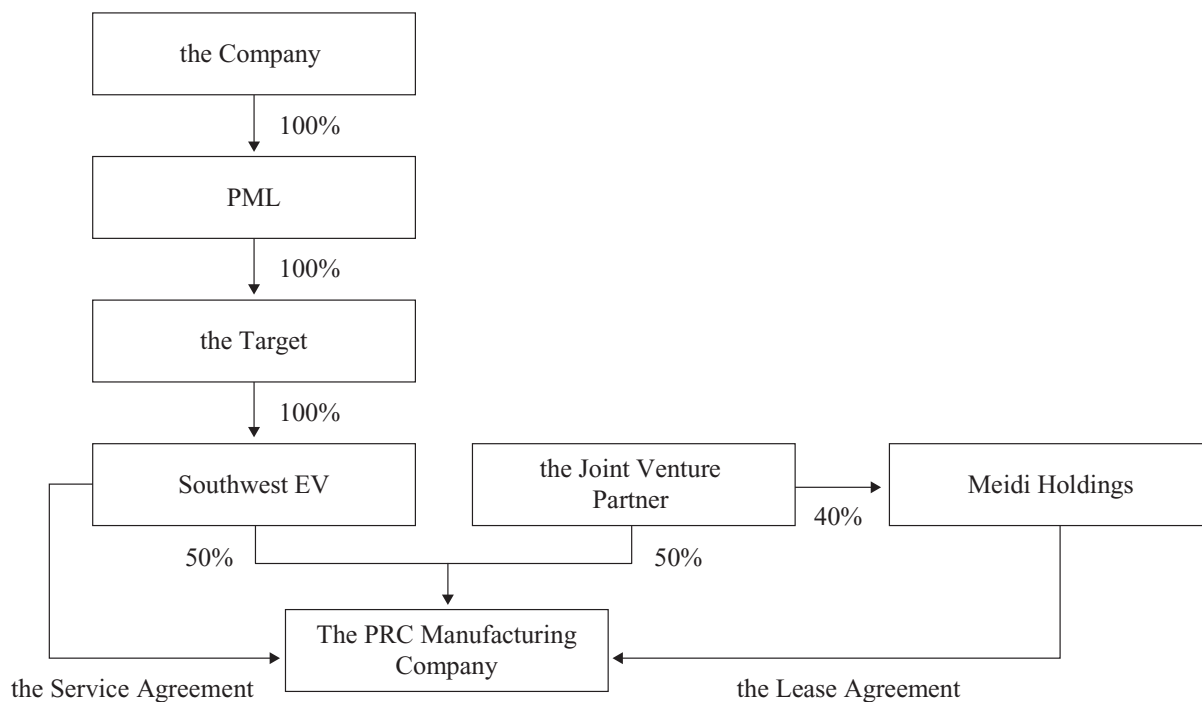 the Company
100%
PML
100%
the Target
100%
Southwest EV
the Joint Venture
Partner
40%
Meidi Holdings
50%
50%
The PRC Manufacturing
Company
the Service Agreement
the Lease Agreement